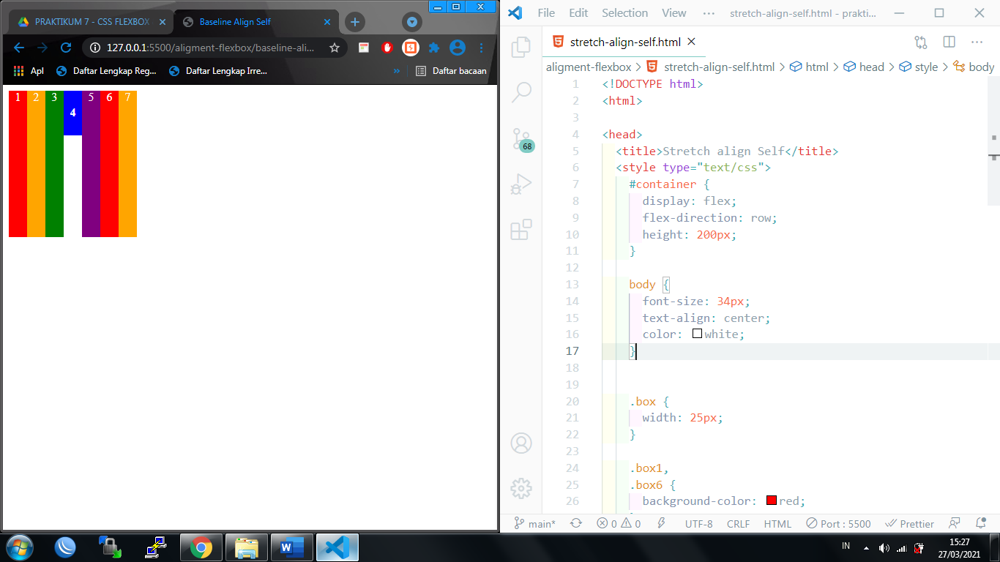 PRAKTIKUM 7 - CSS FLEXBOX
Baseline Align Self
127.0.0.1:5500/aligment-flexbox/baseline-ali...
Apl
Daftar Lengkap Reg...
Daftar Lengkap Irre...
»
Daftar bacaan
1 2 3 4 5 6 7
File Edit Selection View ... stretch-align-self.html - prakti...
stretch-align-self.html
aligment-flexbox > stretch-align-self.html > html > head > style > body
68
1 <!DOCTYPE html>
2 <html>
3
4 <head>
5 <title>Stretch align Self</title>
6 <style type="text/css">
7 #container {
8 display: flex;
9 flex-direction: row;
10 height: 200px;
11 }
12
13 body {
14 font-size: 34px;
15 text-align: center;
16 color: white;
17 }
18
19
20 .box {
21 width: 25px;
22 }
23
24 .box1,
25 .box6 {
26 background-color: red;
main* 0 0 UTF-8 CRLF HTML Port : 5500 Prettier
IN
15:27
27/03/2021